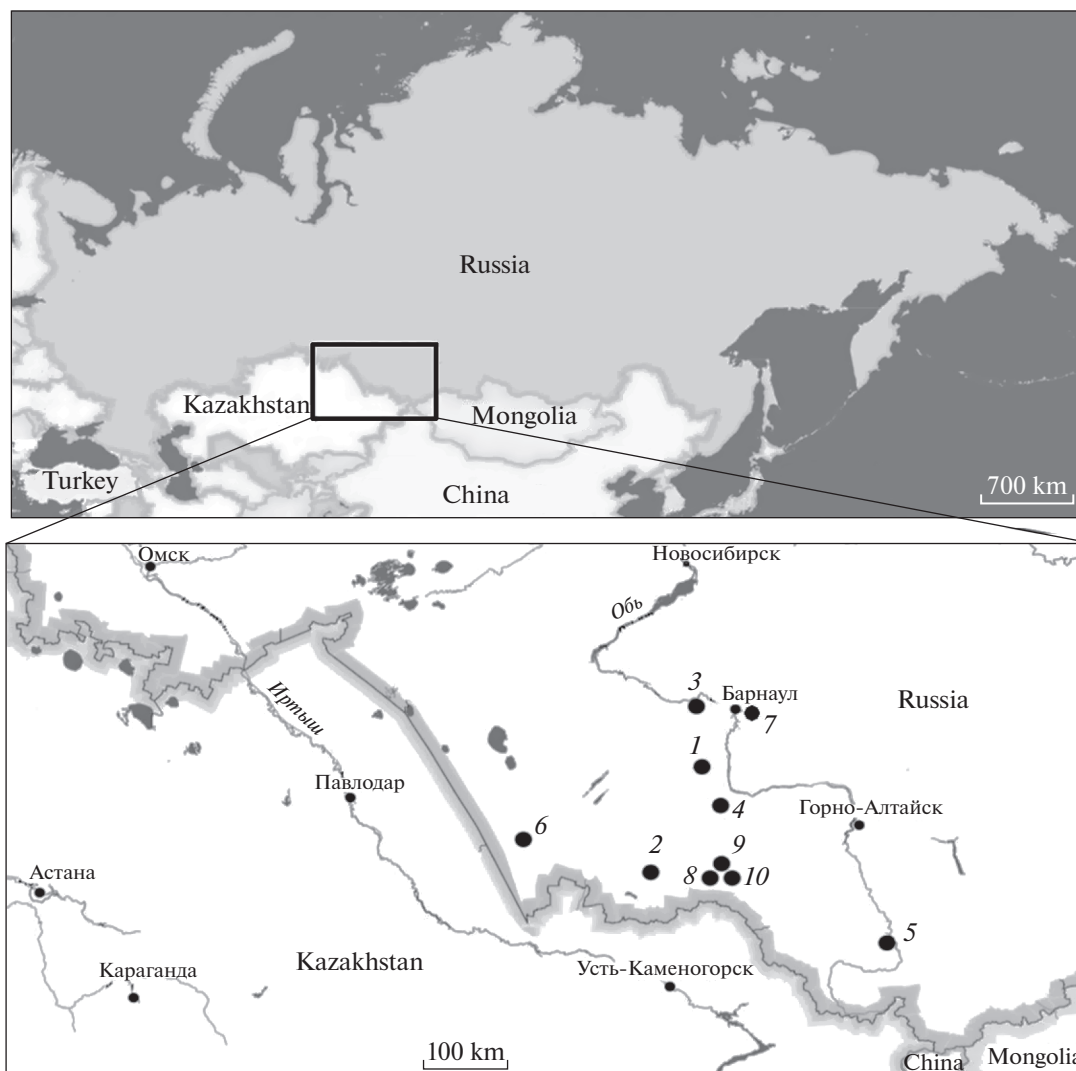 Russia
Kazakhstan
Mongolia
Turkey
China
700 km
Омск
Новосибирск
Обь
3
Барнаул
Russia
7
Иртыш
1
Павлодар
4
Горно-Алтайск
6
9
2
8
10
Астана
5
Kazakhstan
Караганда
Усть-Каменогорск
100 km
China
Mongolia